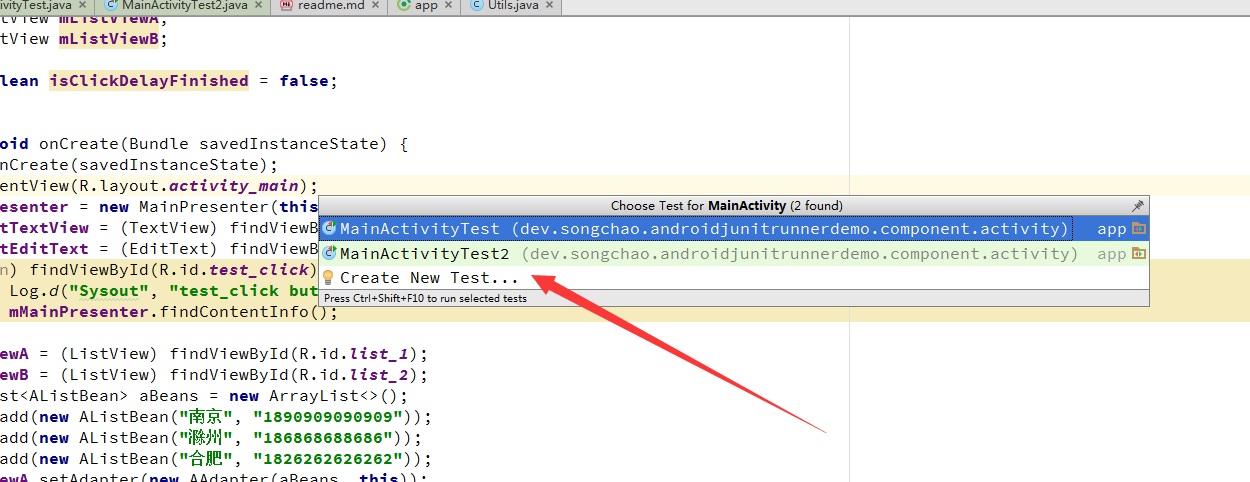 ivityTest.java MainActivityTest2.java readme.md app Utils.java
tView mListViewA;
tView mListViewB;
lean isClickDelayFinished = false;
oid onCreate(Bundle savedInstanceState) {
nCreate(savedInstanceState);
entView(R.layout.activity_main);
esenter = new MainPresenter(this
tTextView = (TextView) findViewB
tEditText = (EditText) findViewB
n) findViewById(R.id.test_click)
Log.d("Sysout", "test_click but
mMainPresenter.findContentInfo();
Choose Test for MainActivity (2 found)
MainActivityTest (dev.songchao.androidjunitrunnerdemo.component.activity) app
MainActivityTest2 (dev.songchao.androidjunitrunnerdemo.component.activity) app
Create New Test...
Press Ctrl+Shift+F10 to run selected tests
ewA = (ListView) findViewById(R.id.list_1);
ewB = (ListView) findViewById(R.id.list_2);
st<AListBean> aBeans = new ArrayList<>();
add(new AListBean("南京", "1890909090909"));
add(new AListBean("滁州", "186868688686"));
add(new AListBean("合肥", "1826262626262"));
ewA.setAdapter(new AAdapter(aBeans, this));